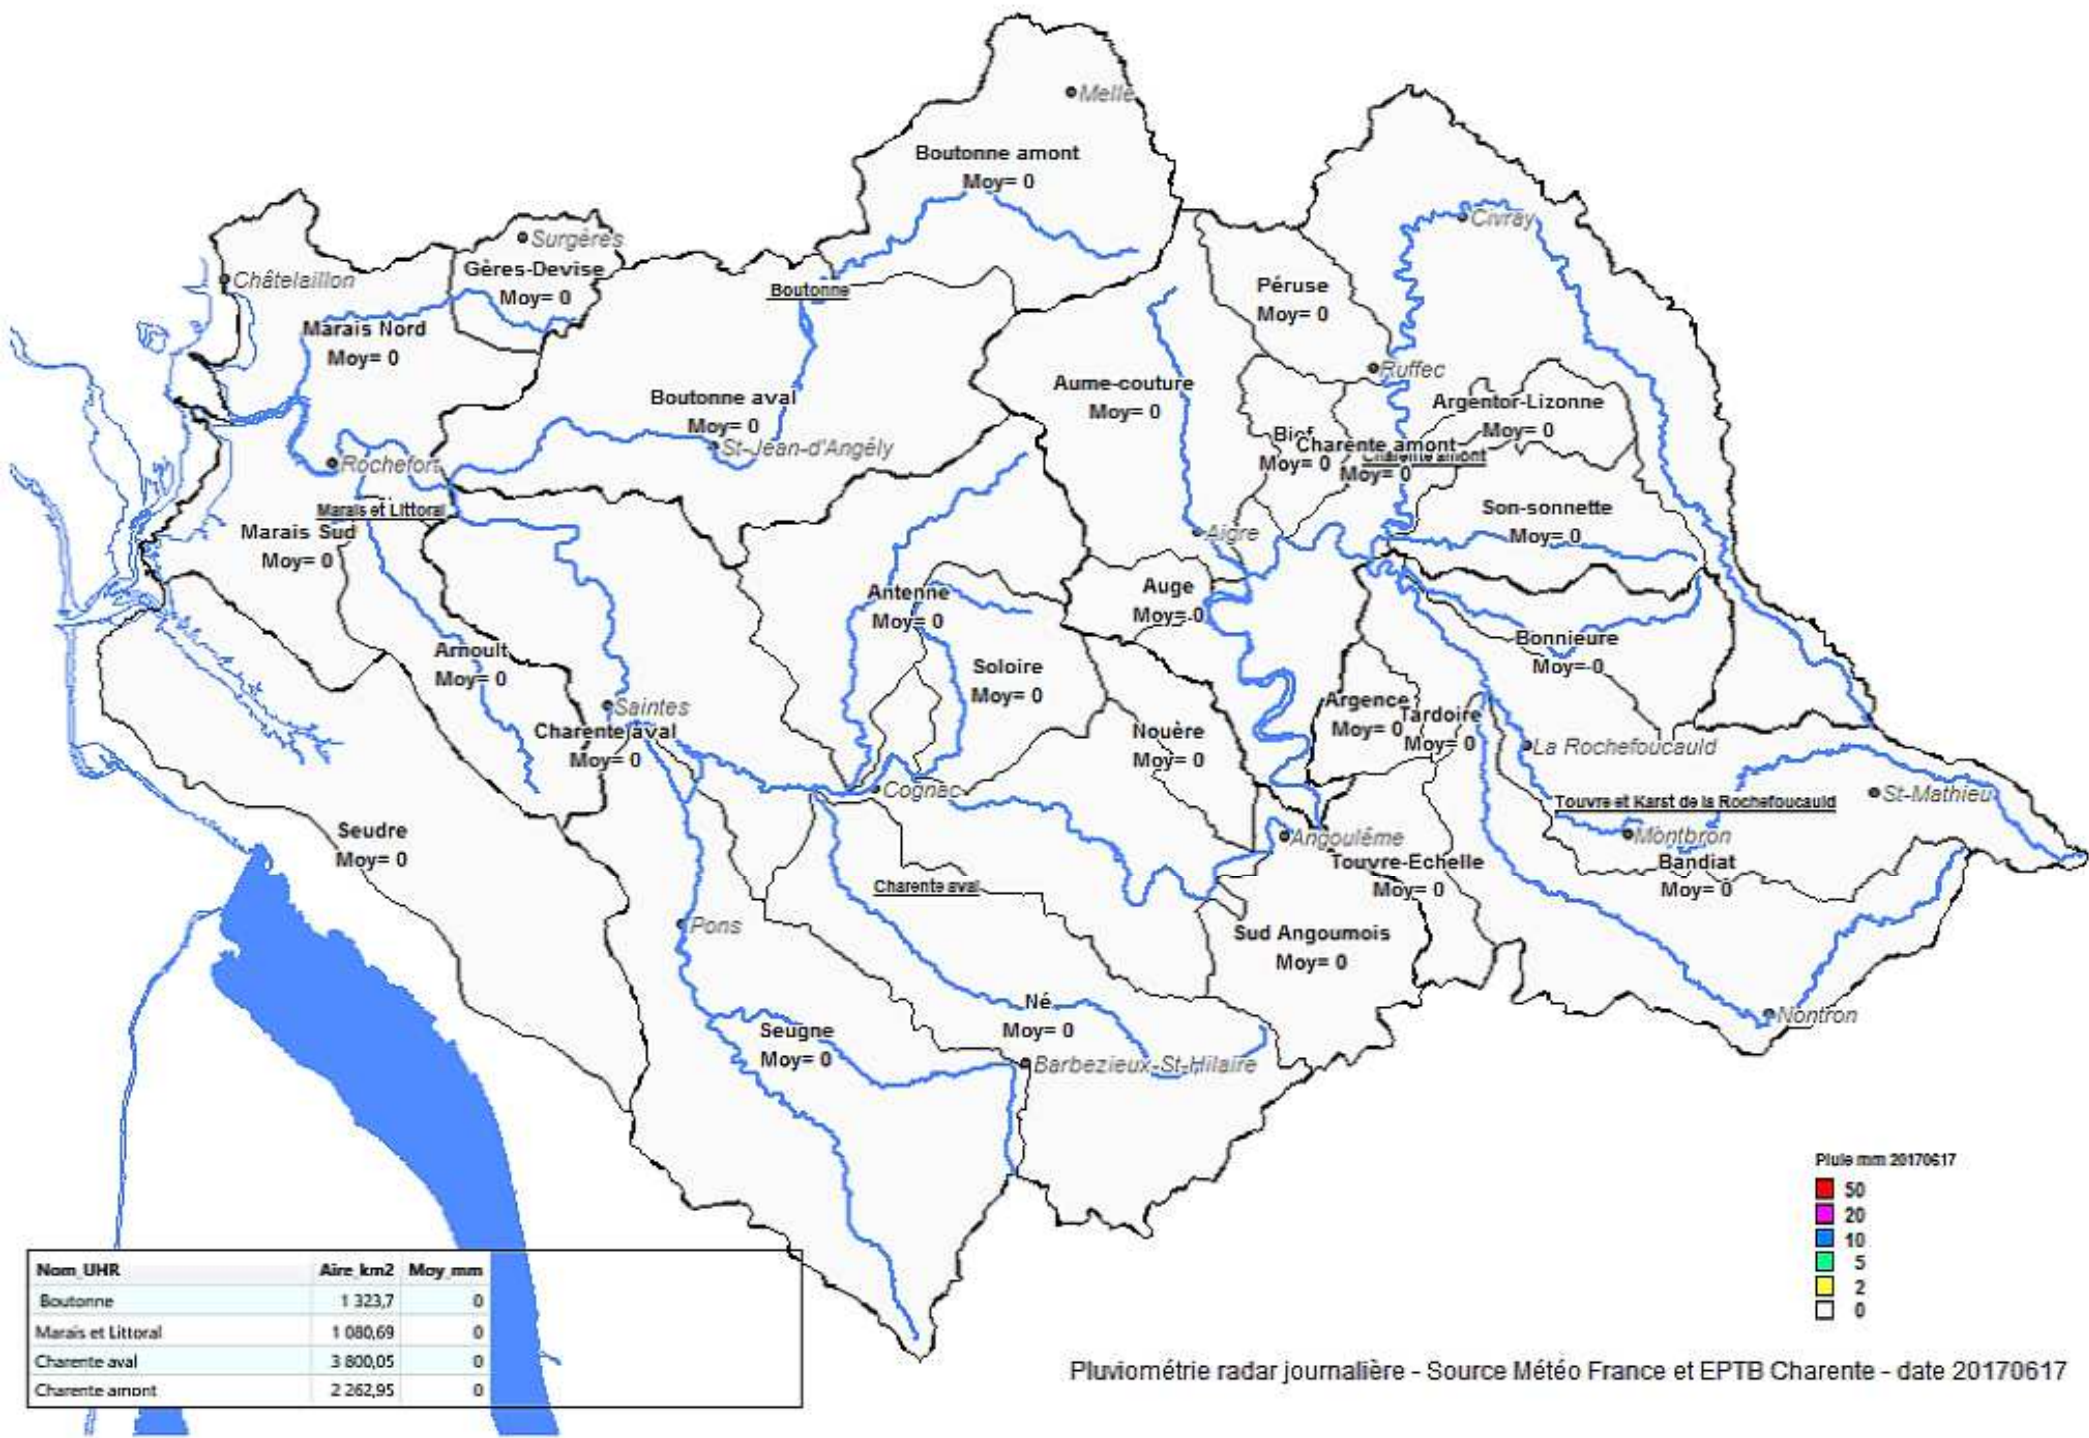 Melle
Boutonne amont
Moy= 0
Civray
Surgères
Châtelaillon
Gères-Devise
Moy= 0
Boutonne
Péruse
Moy= 0
Marais Nord
Moy= 0
Ruffec
Aume-couture
Moy= 0
Boutonne aval
Moy= 0
Argentor-Lizonne
Moy= 0
St-Jean-d'Angély
Bief
Moy= 0
Charente amont
Charente amont
Moy= 0
Rochefort
Marais et Littoral
Marais Sud
Moy= 0
Son-sonnette
Moy= 0
Aigre
Auge
Moy= 0
Antenne
Moy= 0
Bonnieure
Moy= 0
Arnoult
Moy= 0
Soloire
Moy= 0
Saintes
Charente aval
Moy= 0
Nouère
Moy= 0
Argence
Moy= 0
Tardoire
Moy= 0
La Rochefoucauld
Cognac
St-Mathieu
Touvre et Karst de la Rochefoucauld
Seudre
Moy= 0
Angoulême
Montbron
Touvre-Echelle
Moy= 0
Bandiat
Moy= 0
Charente aval
Pons
Sud Angoumois
Moy= 0
Né
Moy= 0
Nontron
Seugne
Moy= 0
Barbezieux-St-Hilaire
Pluie mm 20170617
50
20
10
5
2
0
Nom_UHR Aire_km2 Moy_mm
Boutonne 1 323,7 0
Marais et Littoral 1 080,69 0
Charente aval 3 800,05 0
Charente amont 2 262,95 0
Pluviométrie radar journalière - Source Météo France et EPTB Charente - date 20170617